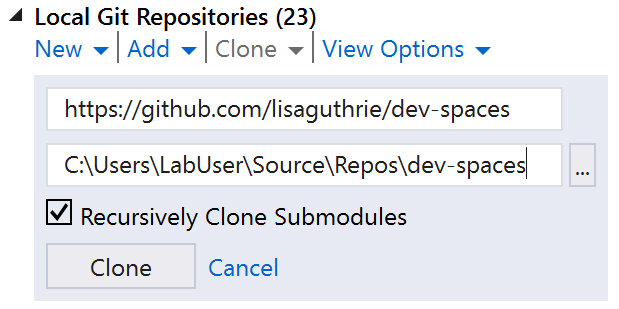 Local Git Repositories (23)
New Add Clone View Options
https://github.com/lisaguthrie/dev-spaces
C:\Users\LabUser\Source\Repos\dev-spaces ...
Recursively Clone Submodules
Clone Cancel